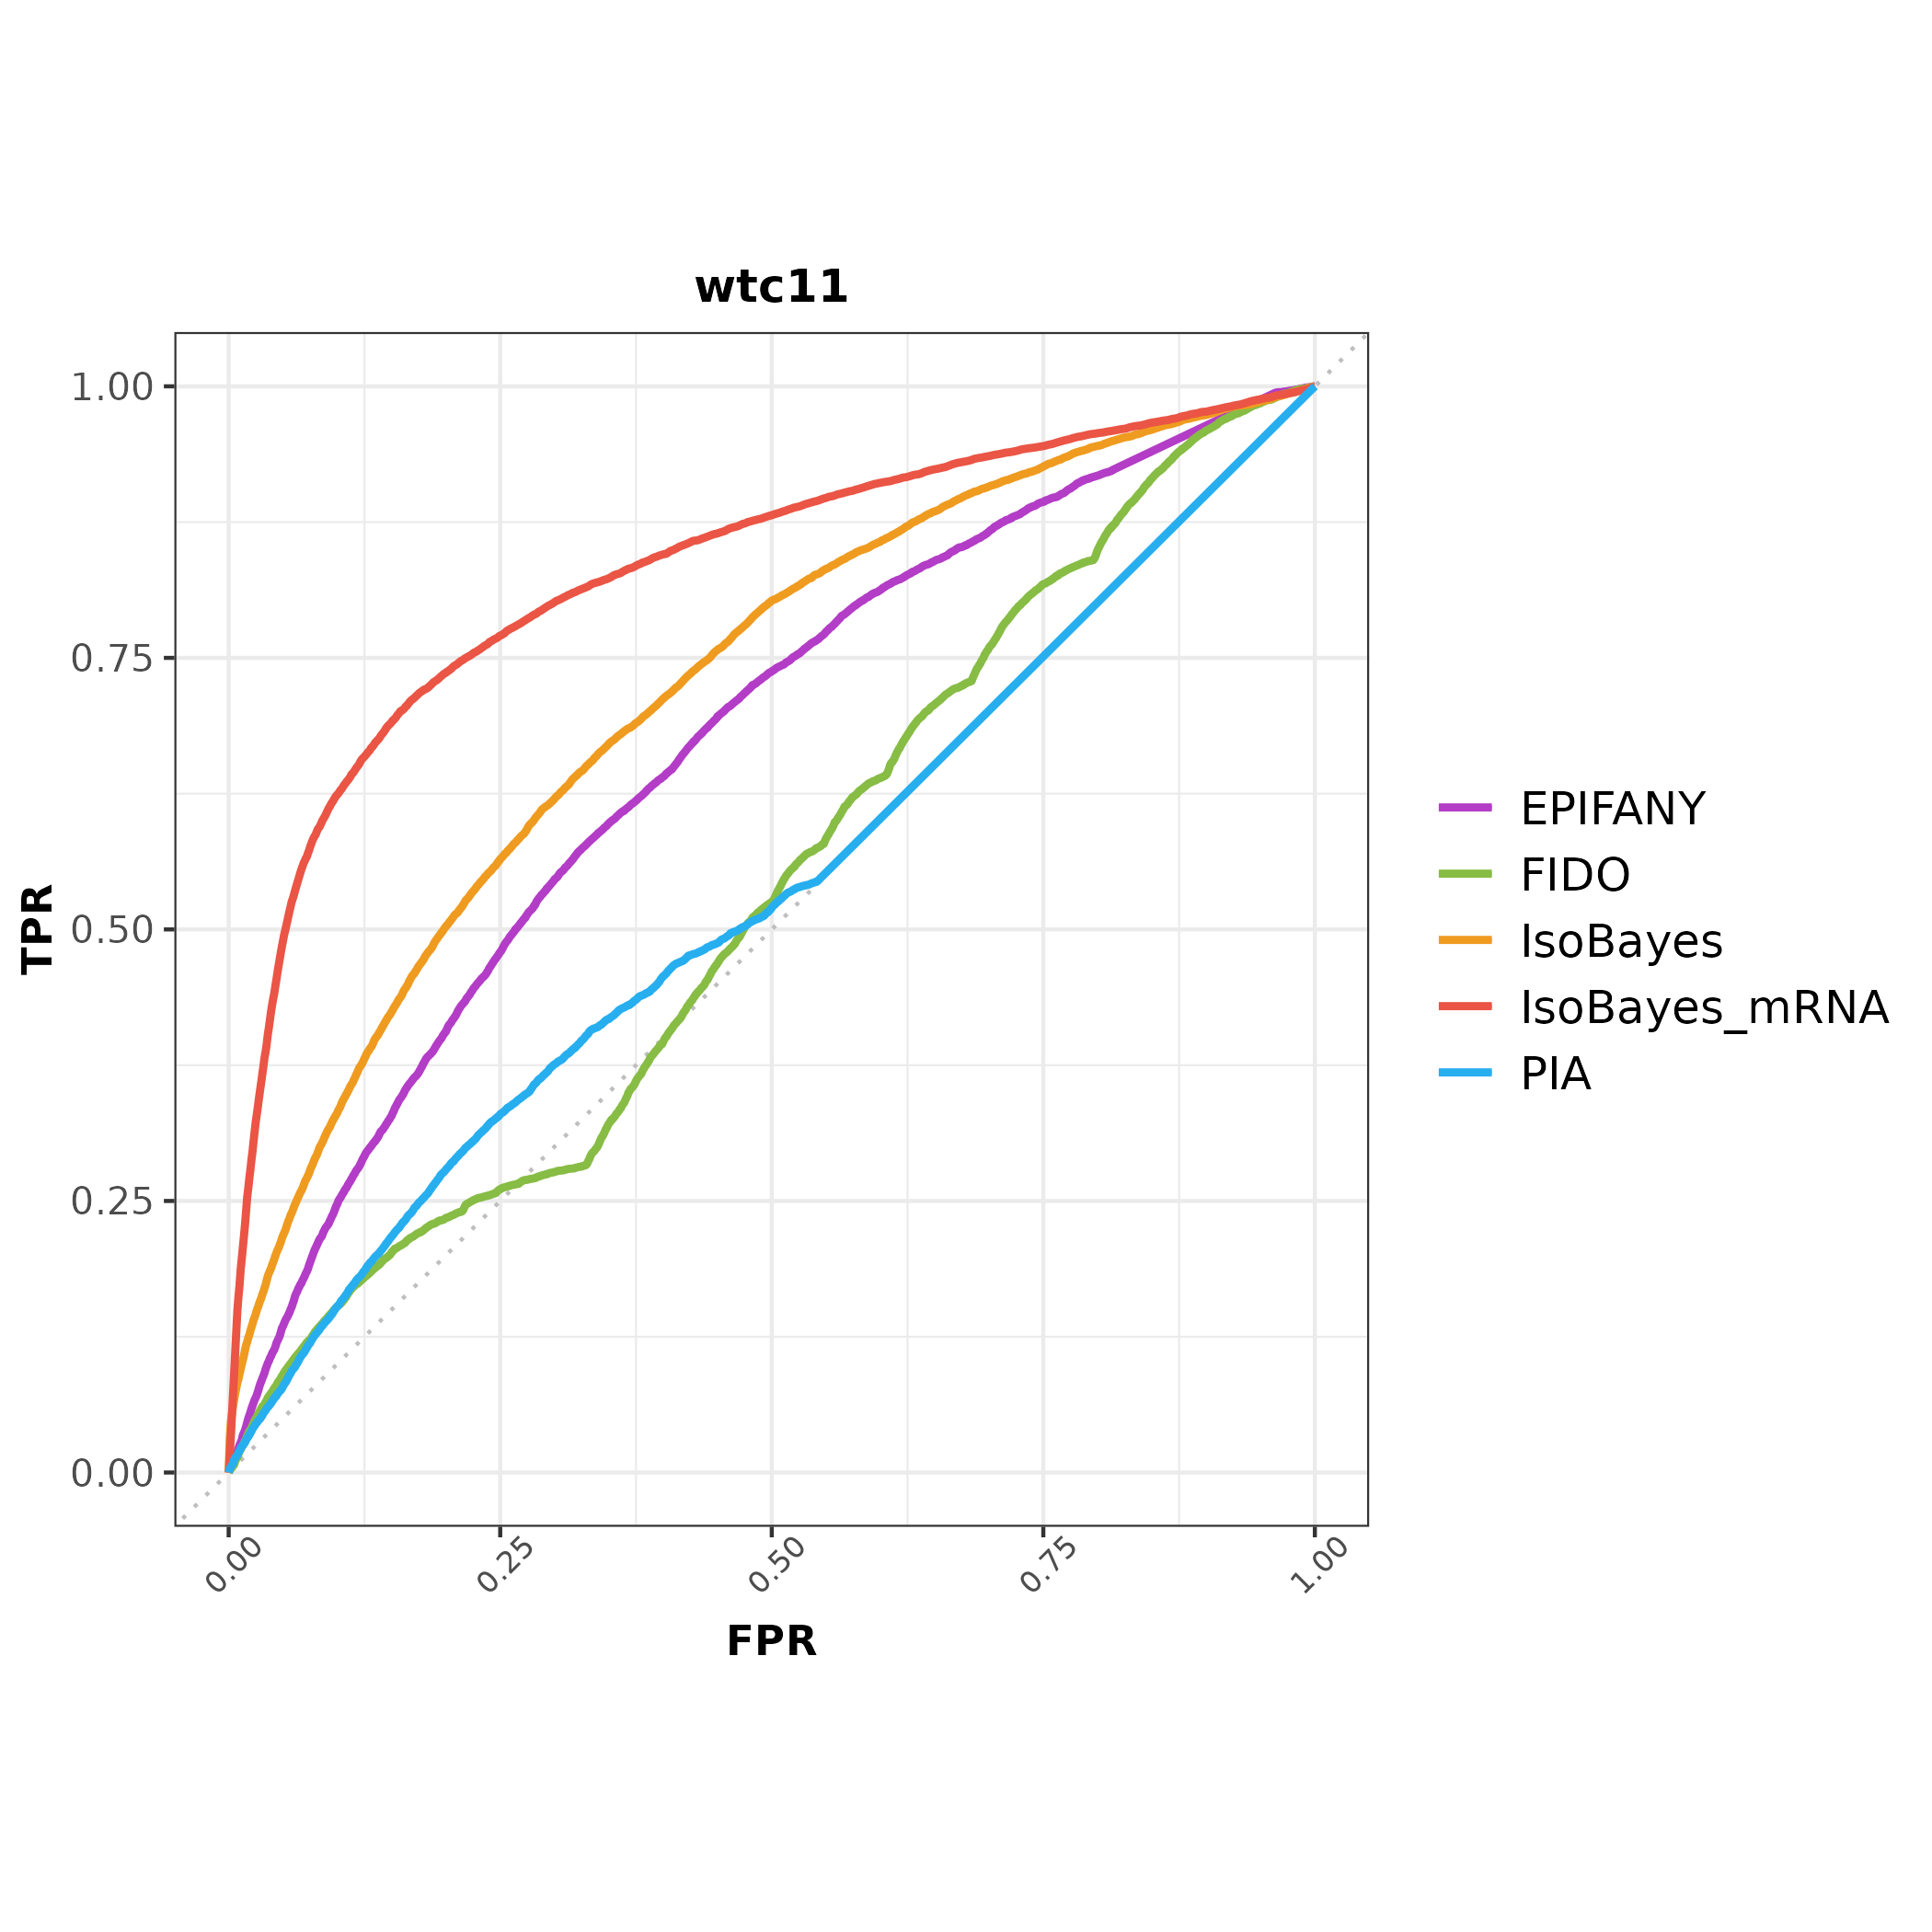 wtc11
TPR
1.00
0.75
0.50
0.25
0.00
0.00
0.25
0.50
0.75
1.00
FPR
EPIFANY
FIDO
IsoBayes
IsoBayes_mRNA
PIA